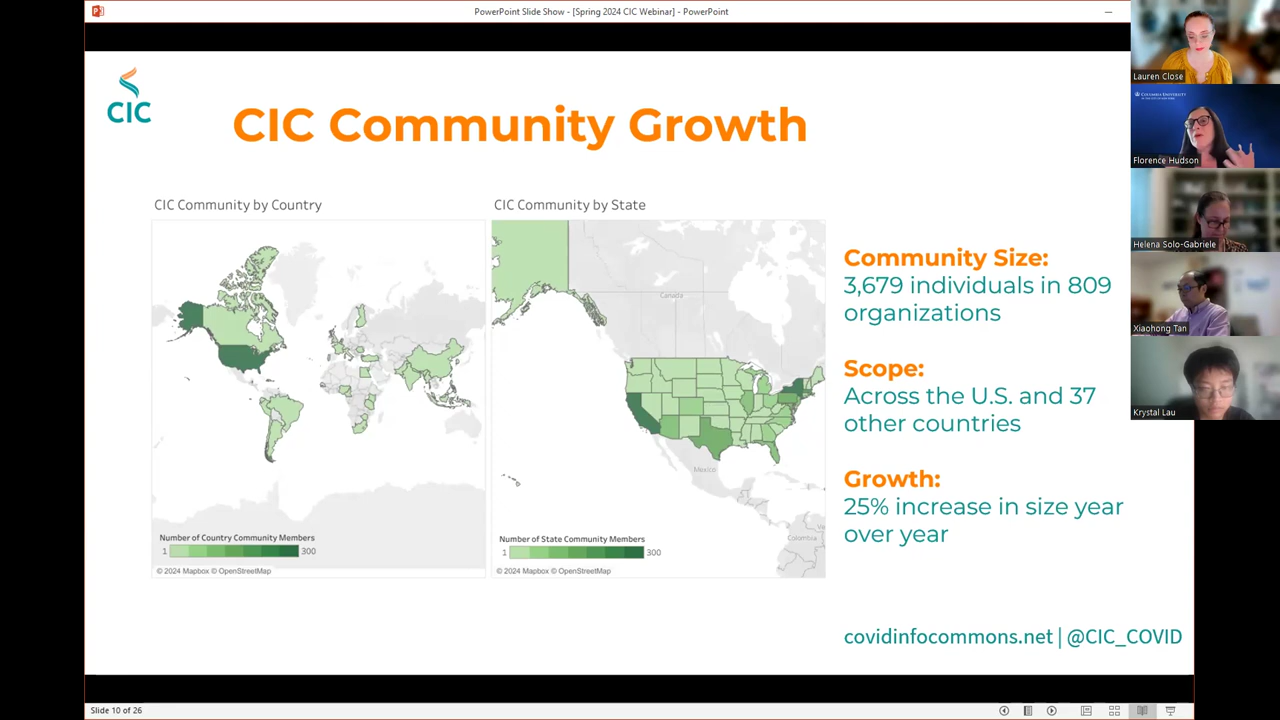 PowerPoint Slide Show - [Spring 2024 CIC Webinar] - PowerPoint
CIC
CIC Community Growth
CIC Community by Country
CIC Community by State
Canada
Mexico
Colombia
Number of Country Community Members
1 300
© 2024 Mapbox © OpenStreetMap
Number of State Community Members
1 300
© 2024 Mapbox © OpenStreetMap
Community Size:
3,679 individuals in 809
organizations
Scope:
Across the U.S. and 37
other countries
Growth:
25% increase in size year
over year
covidinfocommons.net | @CIC_COVID
Slide 10 of 26
Lauren Close
COLUMBIA UNIVERSITY
Florence Hudson
Helena Solo-Gabriele
Xiaohong Tan
Krystal Lau